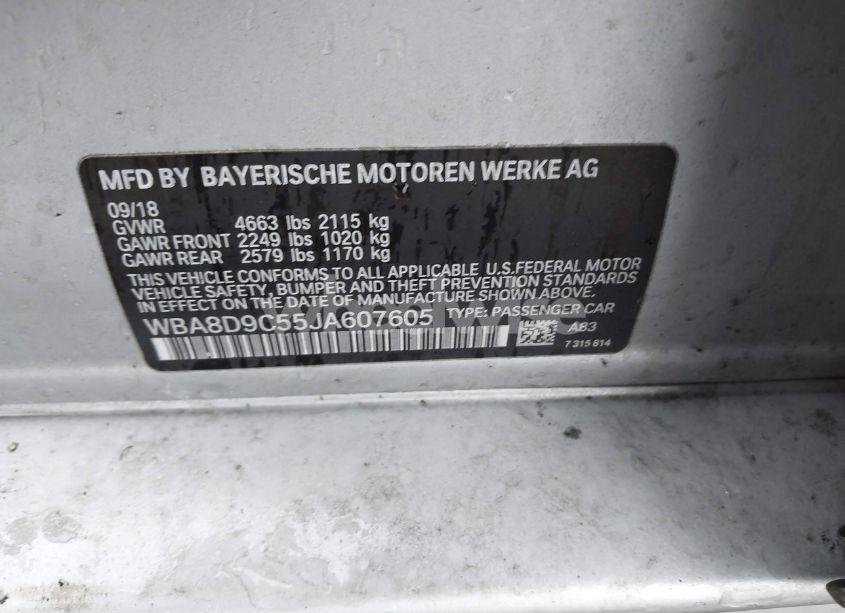 MFD BY BAYERISCHE MOTOREN WERKE AG
09/18
GVWR 4663 lbs 2115 kg
GAWR FRONT 2249 lbs 1020 kg
GAWR REAR 2579 lbs 1170 kg
THIS VEHICLE CONFORMS TO ALL APPLICABLE U.S.FEDERAL MOTOR
VEHICLE SAFETY, BUMPER AND THEFT PREVENTION STANDARDS
IN EFFECT ON THE DATE OF MANUFACTURE SHOWN ABOVE.
WBA8D9C55JA607605 TYPE: PASSENGER CAR
A83
7 315 814